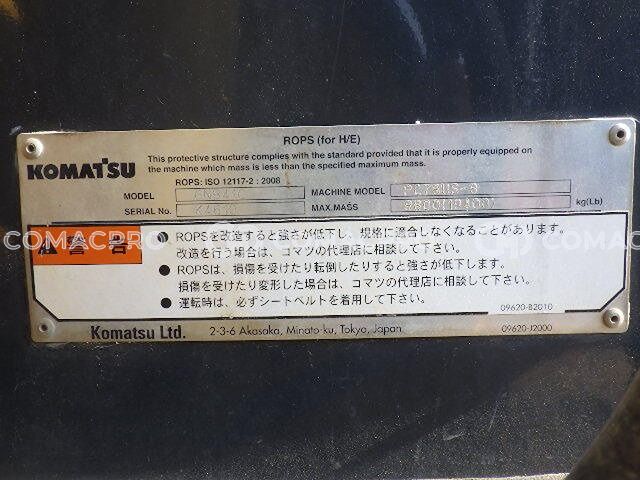 ROPS (for H/E)
KOMATSU
This protective structure complies with the standard provided that it is properly equipped on
the machine which mass is less than the specified maximum mass.
ROPS: ISO 12117-2 : 2008
MODEL MACHINE MODEL PC78US-8
SERIAL No. MAX.MASS kg(Lb)
COMACPRO
警告
● ROPSを改造すると強さが低下し、規格に適合しなくなることがあります。
改造を行う場合は、コマツの代理店に相談して下さい。
● ROPSは、損傷を受けたり転倒したりすると強さが低下します。
損傷を受けたり変形した場合は、コマツの代理店に相談して下さい。
● 運転時は、必ずシートベルトを着用して下さい。
09620-B2010
Komatsu Ltd. 2-3-6 Akasaka, Minato-ku, Tokyo, Japan. 09620-J2000